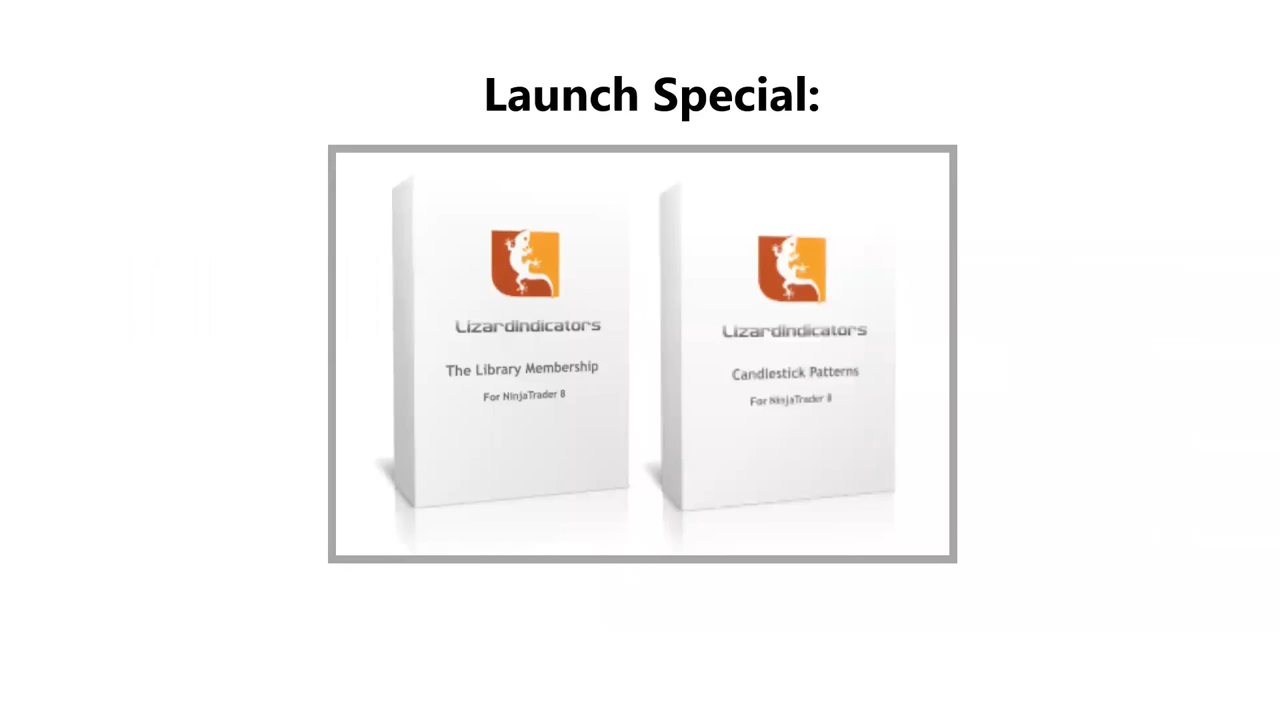 Launch Special:
LizardIndicators
The Library Membership
For NinjaTrader 8
LizardIndicators
Candlestick Patterns
For NinjaTrader 8